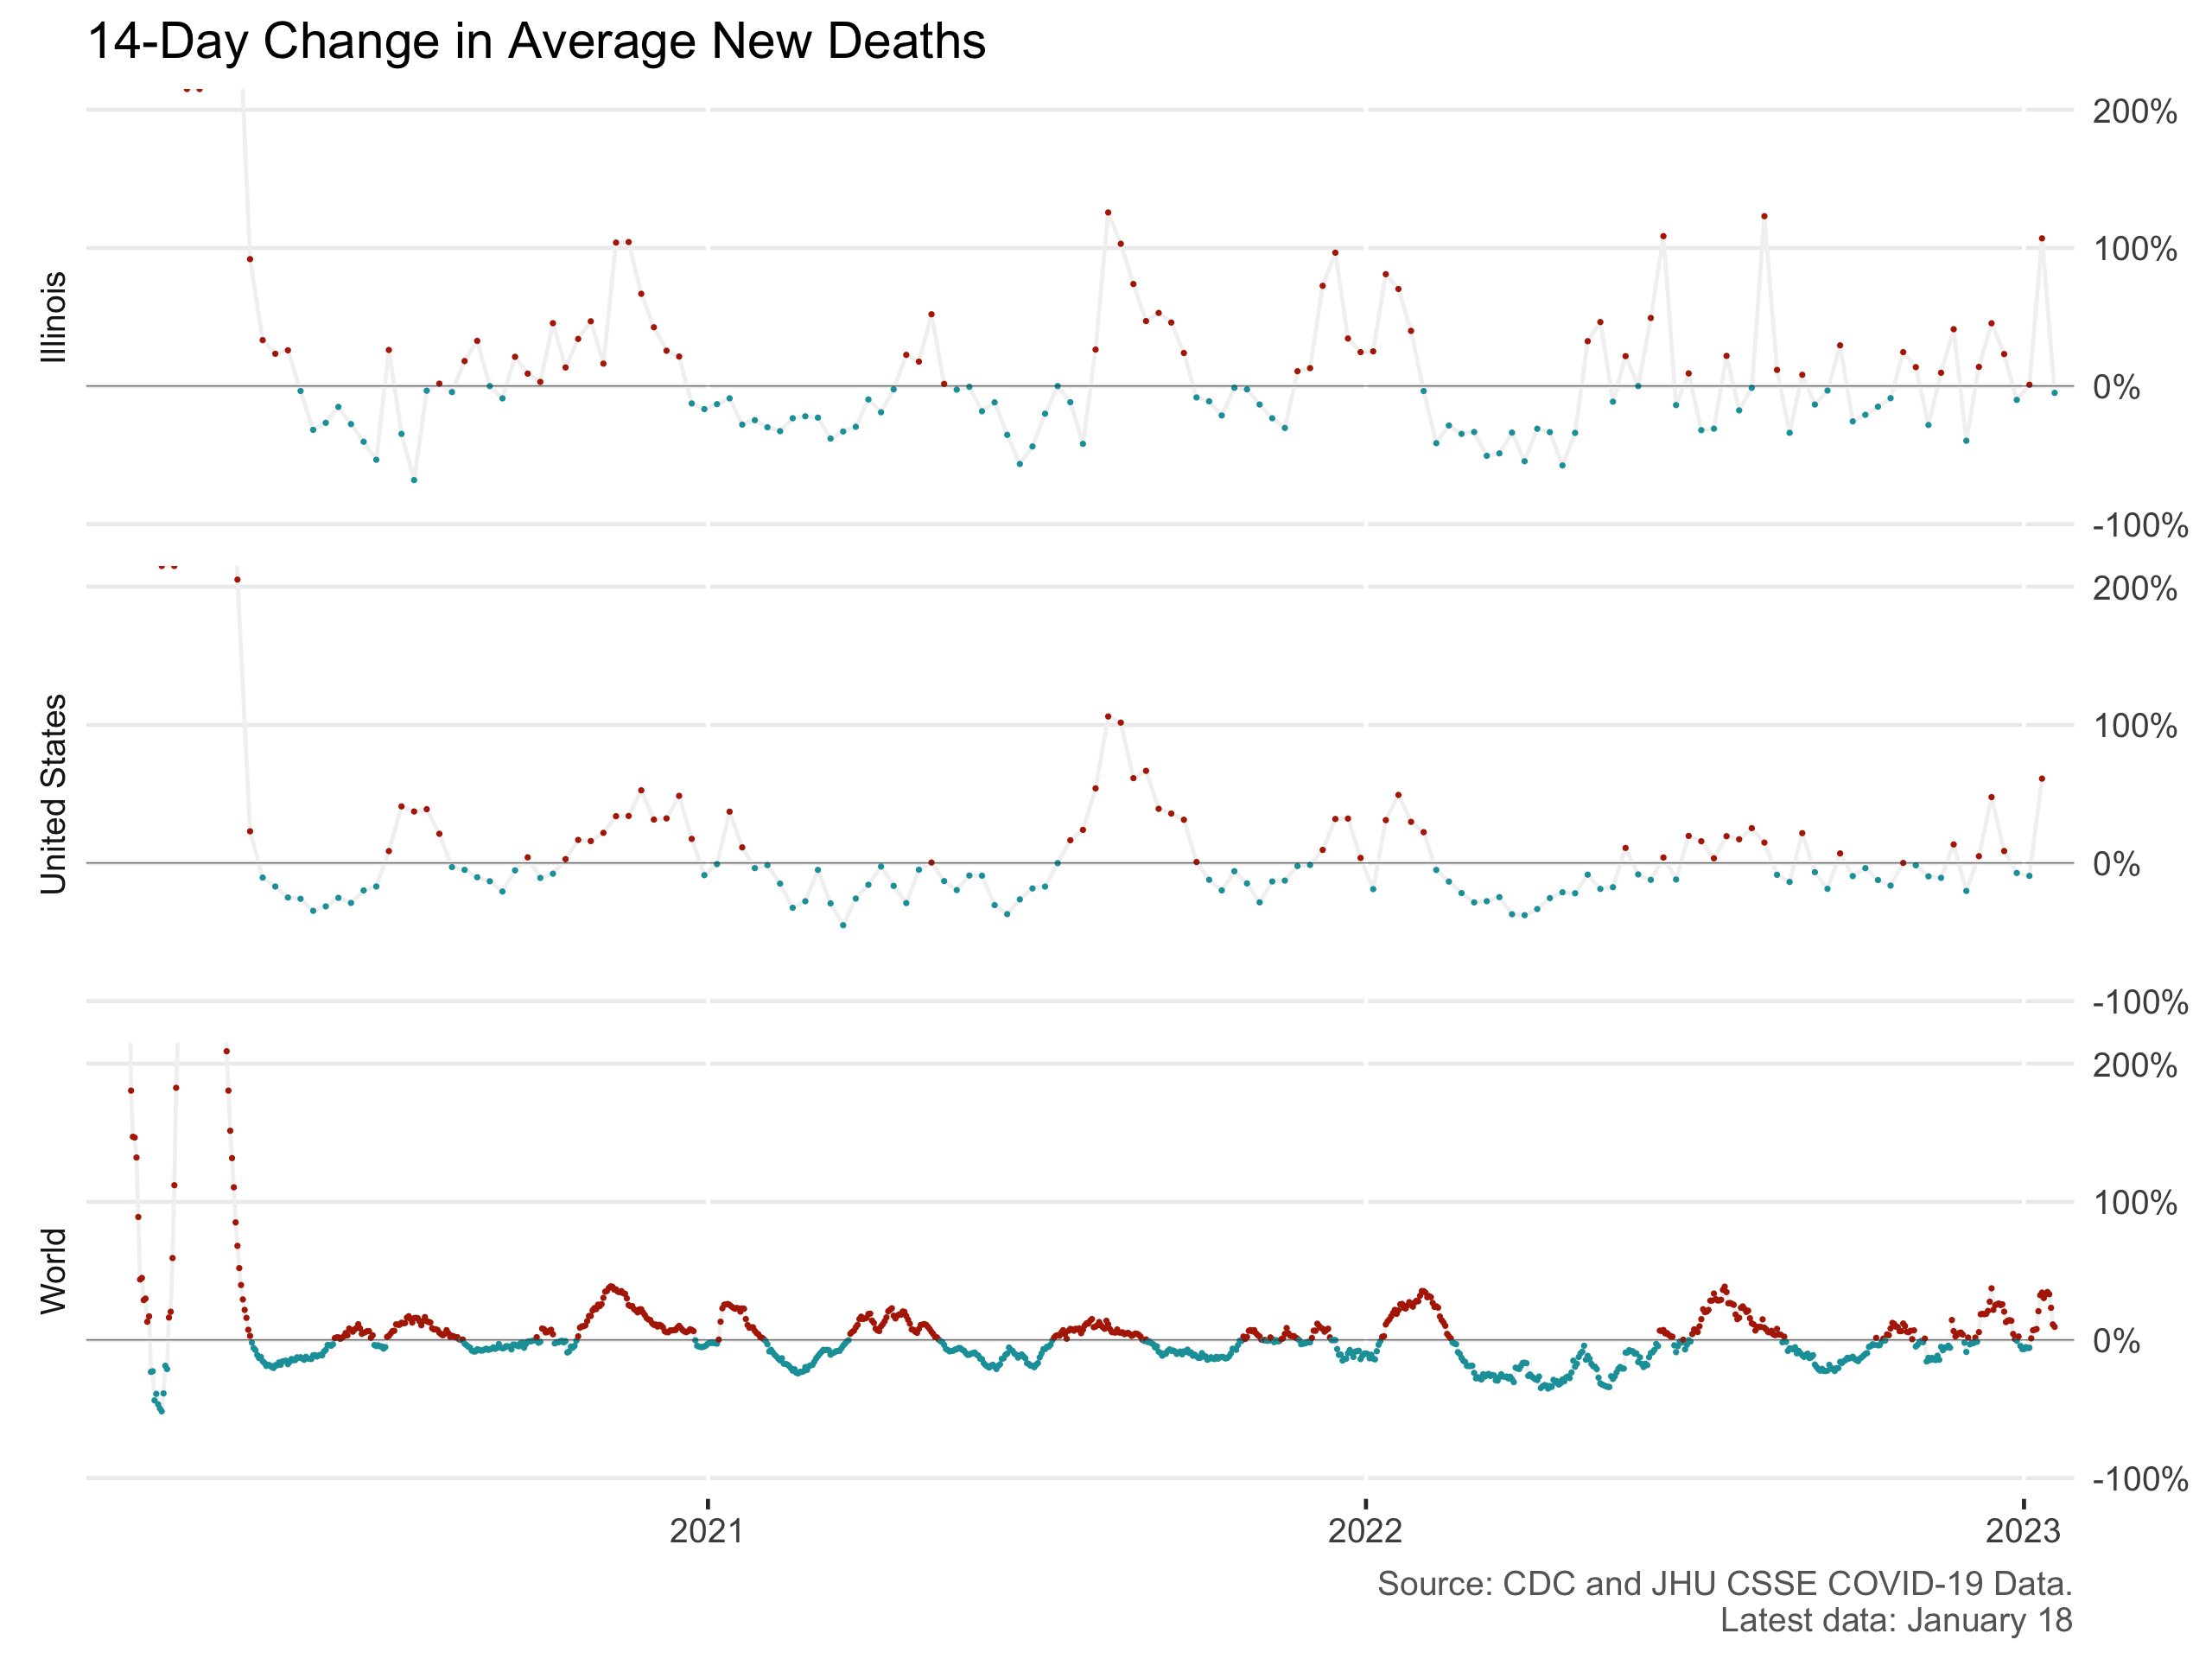 14-Day Change in Average New Deaths
Illinois
200%
100%
0%
-100%
United States
200%
100%
0%
-100%
World
200%
100%
0%
-100%
2021
2022
2023
Source: CDC and JHU CSSE COVID-19 Data.
Latest data: January 18